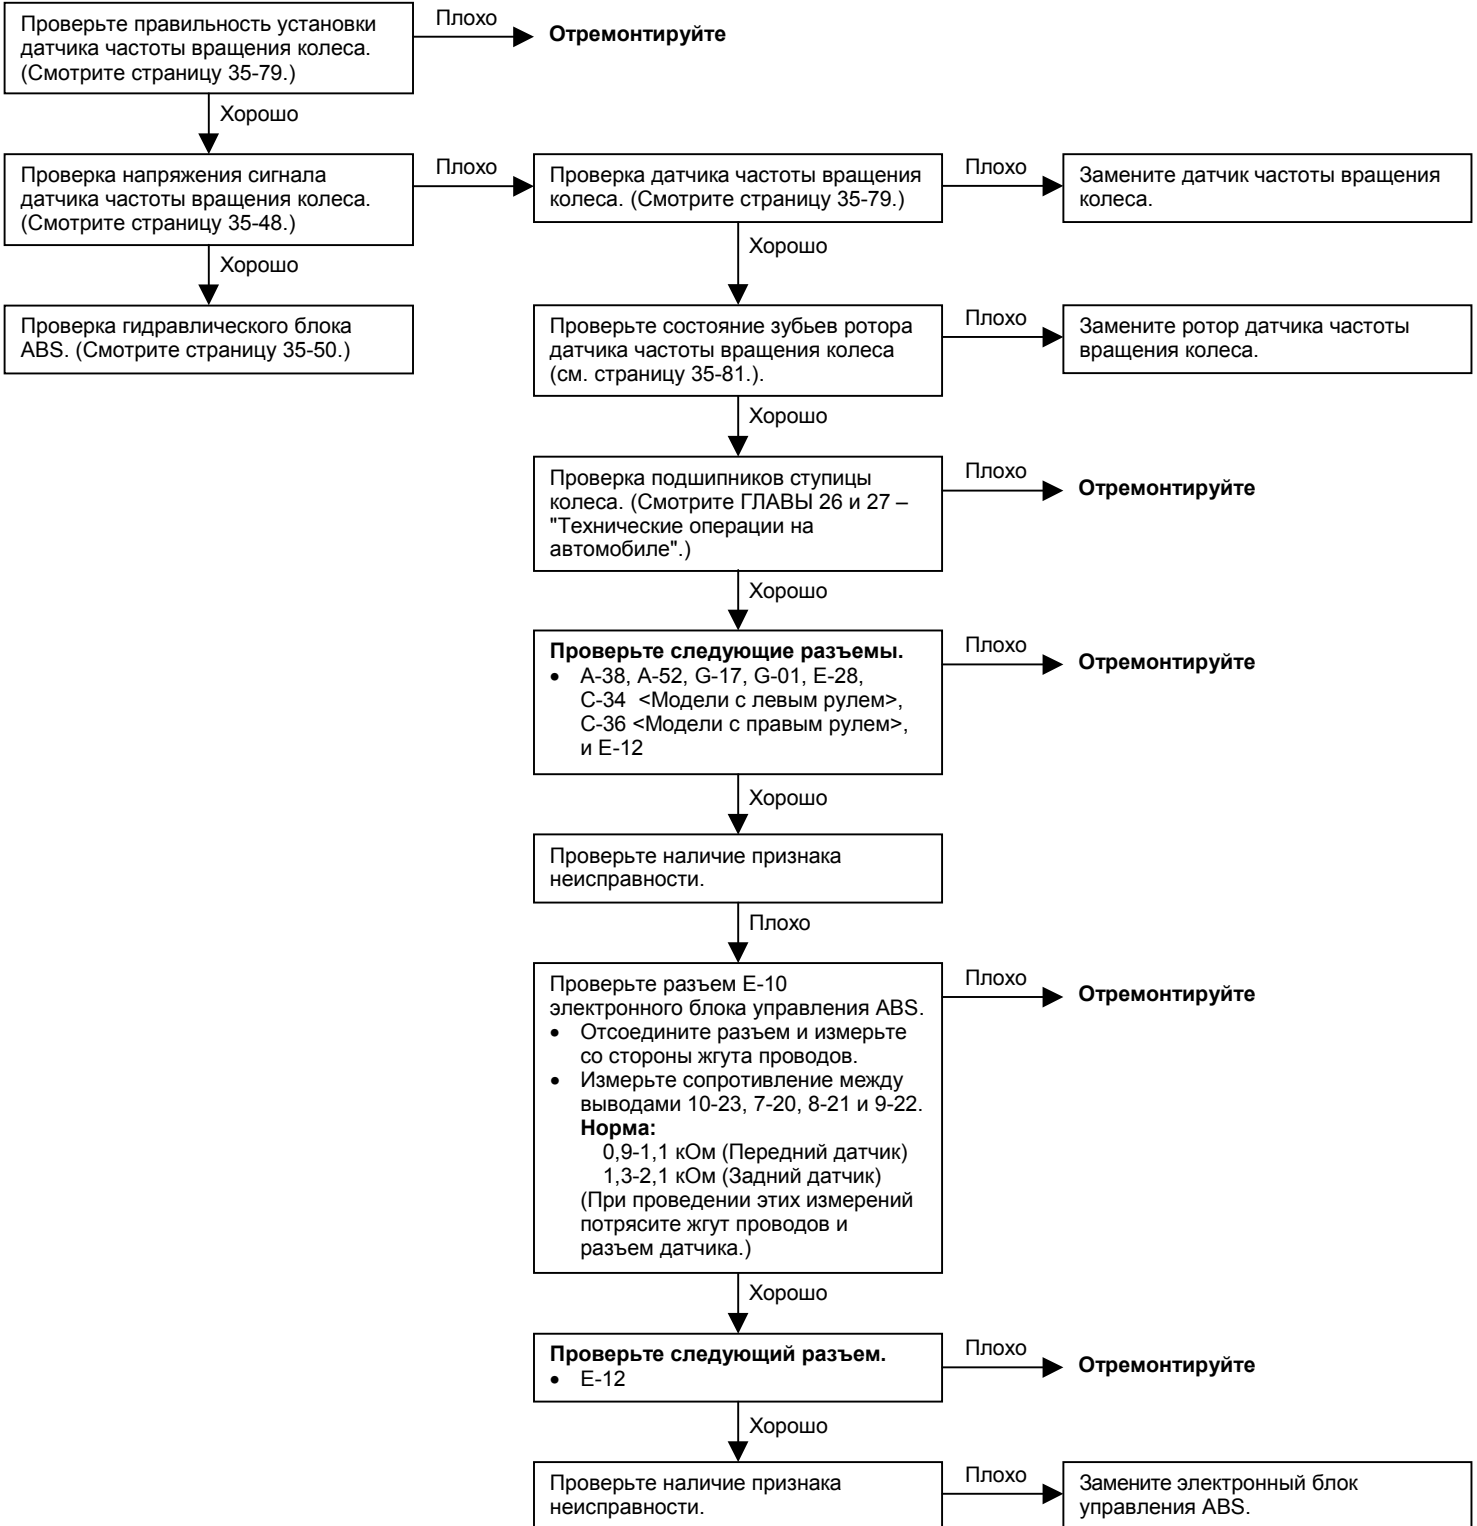 Проверьте правильность установки
датчика частоты вращения колеса.
(Смотрите страницу 35-79.)
Плохо
Отремонтируйте
Хорошо
Проверка напряжения сигнала
датчика частоты вращения колеса.
(Смотрите страницу 35-48.)
Плохо
Проверка датчика частоты вращения
колеса. (Смотрите страницу 35-79.)
Плохо
Замените датчик частоты вращения
колеса.
Хорошо
Хорошо
Проверка гидравлического блока
ABS. (Смотрите страницу 35-50.)
Проверьте состояние зубьев ротора
датчика частоты вращения колеса
(см. страницу 35-81.).
Плохо
Замените ротор датчика частоты
вращения колеса.
Хорошо
Проверка подшипников ступицы
колеса. (Смотрите ГЛАВЫ 26 и 27 –
"Технические операции на
автомобиле".)
Плохо
Отремонтируйте
Хорошо
Проверьте следующие разъемы.
• A-38, A-52, G-17, G-01, E-28,
C-34 <Модели с левым рулем>,
C-36 <Модели с правым рулем>,
и E-12
Плохо
Отремонтируйте
Хорошо
Проверьте наличие признака
неисправности.
Плохо
Проверьте разъем E-10
электронного блока управления ABS.
• Отсоедините разъем и измерьте
со стороны жгута проводов.
• Измерьте сопротивление между
выводами 10-23, 7-20, 8-21 и 9-22.
Норма:
0,9-1,1 кОм (Передний датчик)
1,3-2,1 кОм (Задний датчик)
(При проведении этих измерений
потрясите жгут проводов и
разъем датчика.)
Плохо
Отремонтируйте
Хорошо
Проверьте следующий разъем.
• E-12
Плохо
Отремонтируйте
Хорошо
Проверьте наличие признака
неисправности.
Плохо
Замените электронный блок
управления ABS.